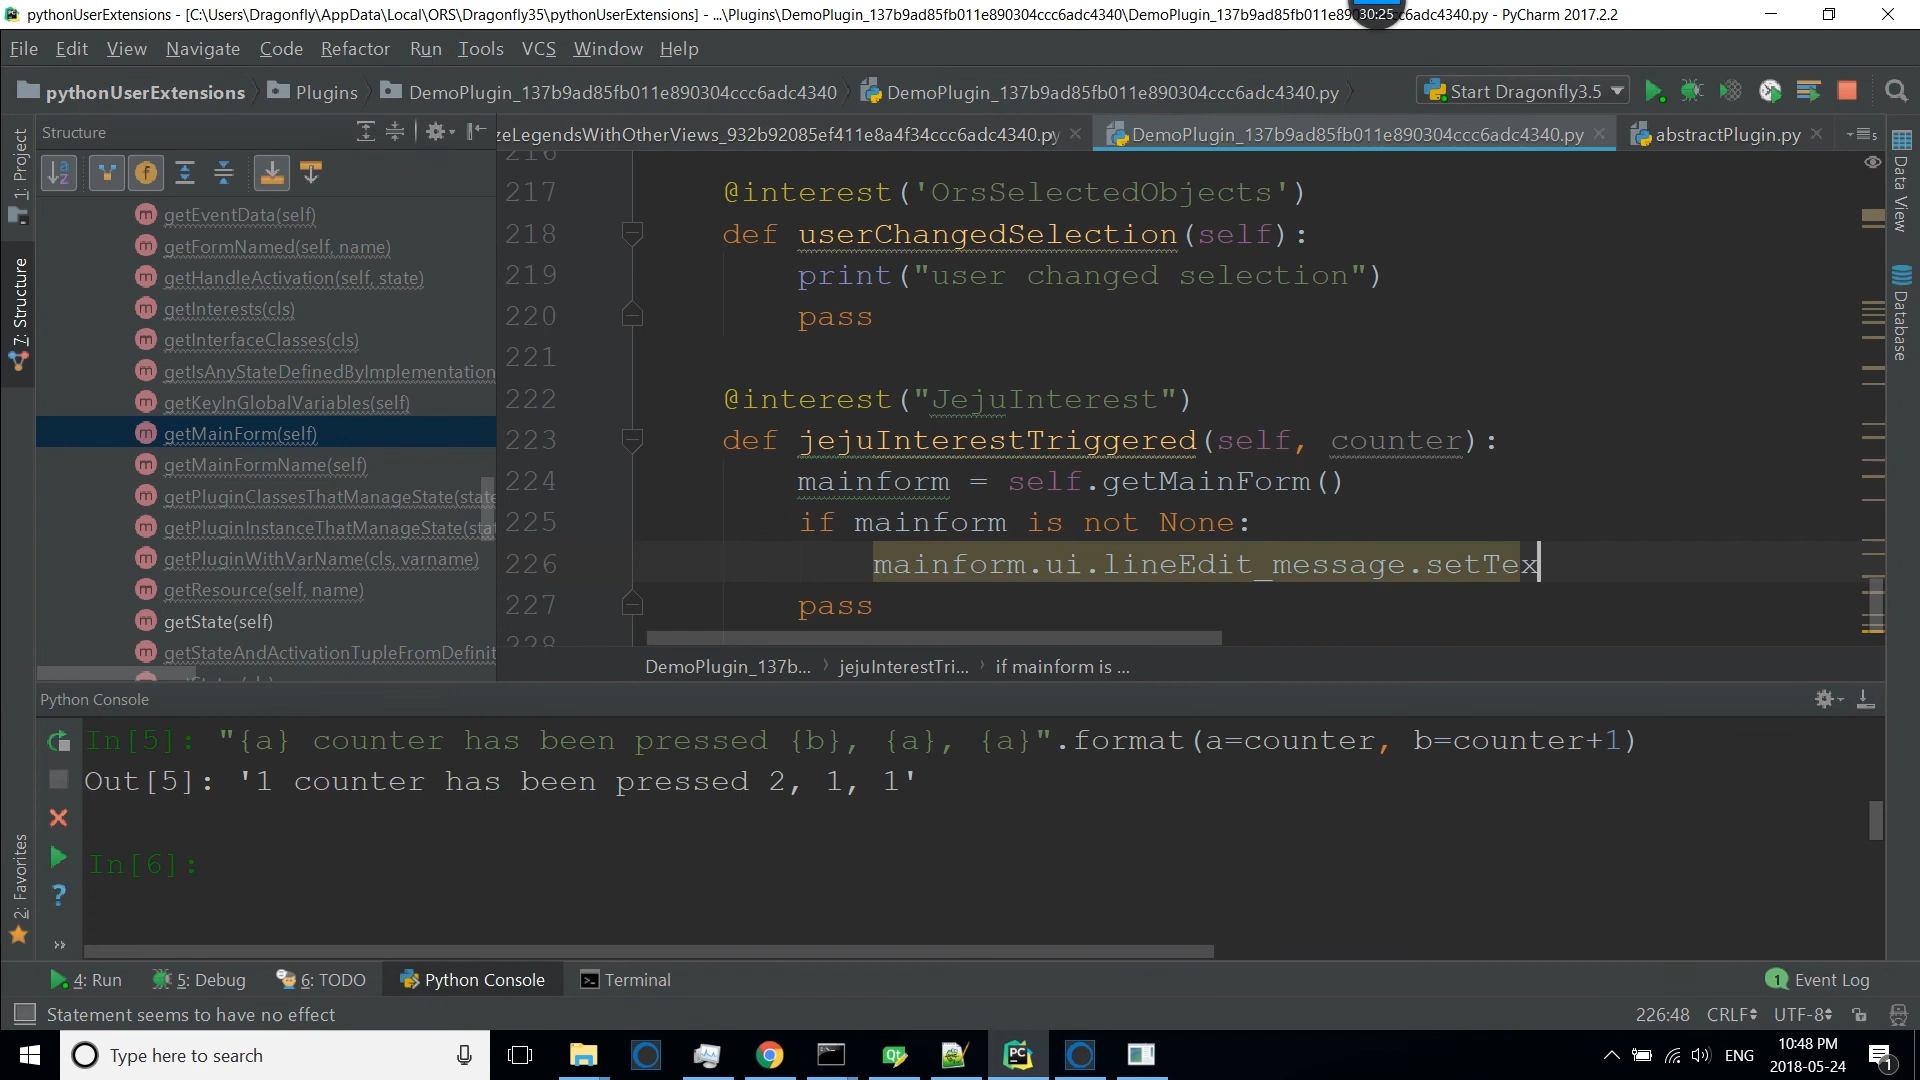 pythonUserExtensions - [C:\Users\Dragonfly\AppData\Local\ORS\Dragonfly35\pythonUserExtensions] - ...\Plugins\DemoPlugin_137b9ad85fb011e890304ccc6adc4340\DemoPlugin_137b9ad85fb011e890304ccc6adc4340.py - PyCharm 2017.2.2
30:25
File Edit View Navigate Code Refactor Run Tools VCS Window Help
pythonUserExtensions Plugins DemoPlugin_137b9ad85fb011e890304ccc6adc4340 DemoPlugin_137b9ad85fb011e890304ccc6adc4340.py Start Dragonfly3.5
Structure
zeLegendsWithOtherViews_932b92085ef411e8a4f34ccc6adc4340.py DemoPlugin_137b9ad85fb011e890304ccc6adc4340.py abstractPlugin.py
1: Project
7: Structure
2: Favorites
Data View
Database
getEventData(self)
getFormNamed(self, name)
getHandleActivation(self, state)
getInterests(cls)
getInterfaceClasses(cls)
getIsAnyStateDefinedByImplementation
getKeyInGlobalVariables(self)
getMainForm(self)
getMainFormName(self)
getPluginClassesThatManageState(state
getPluginInstanceThatManageState(stat
getPluginWithVarName(cls, varname)
getResource(self, name)
getState(self)
getStateAndActivationTupleFromDefinit
216
217 @interest('OrsSelectedObjects')
218 def userChangedSelection(self):
219 print("user changed selection")
220 pass
221
222 @interest("JejuInterest")
223 def jejuInterestTriggered(self, counter):
224 mainform = self.getMainForm()
225 if mainform is not None:
226 mainform.ui.lineEdit_message.setTex
227 pass
228
DemoPlugin_137b... jejuInterestTri... if mainform is ...
Python Console
In[5]: "{a} counter has been pressed {b}, {a}, {a}".format(a=counter, b=counter+1)
Out[5]: '1 counter has been pressed 2, 1, 1'
In[6]:
4: Run 5: Debug 6: TODO Python Console Terminal 1 Event Log
Statement seems to have no effect 226:48 CRLF UTF-8
Type here to search ENG 10:48 PM
2018-05-24 1